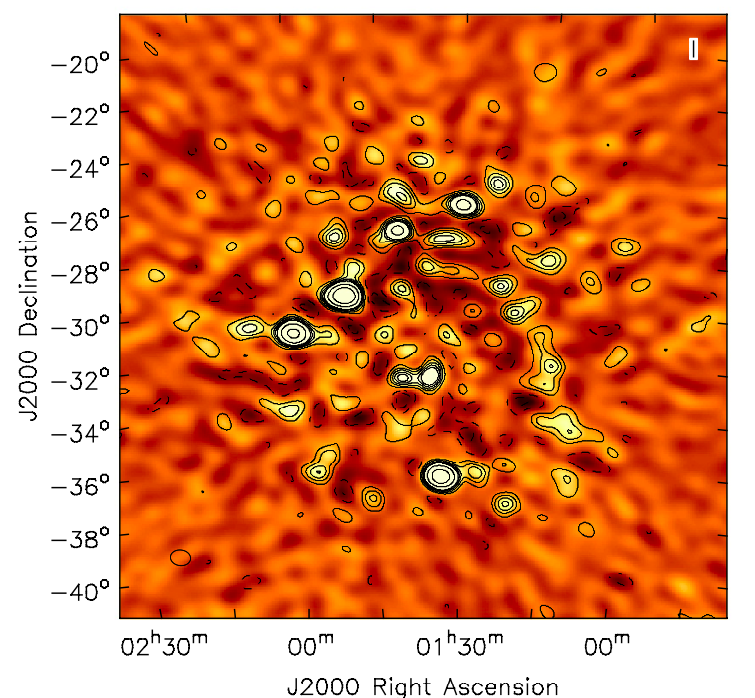 I
−20°
−22°
−24°
−26°
−28°
−30°
−32°
−34°
−36°
−38°
−40°
J2000 Declination
02ʰ30ᵐ 00ᵐ 01ʰ30ᵐ 00ᵐ
J2000 Right Ascension